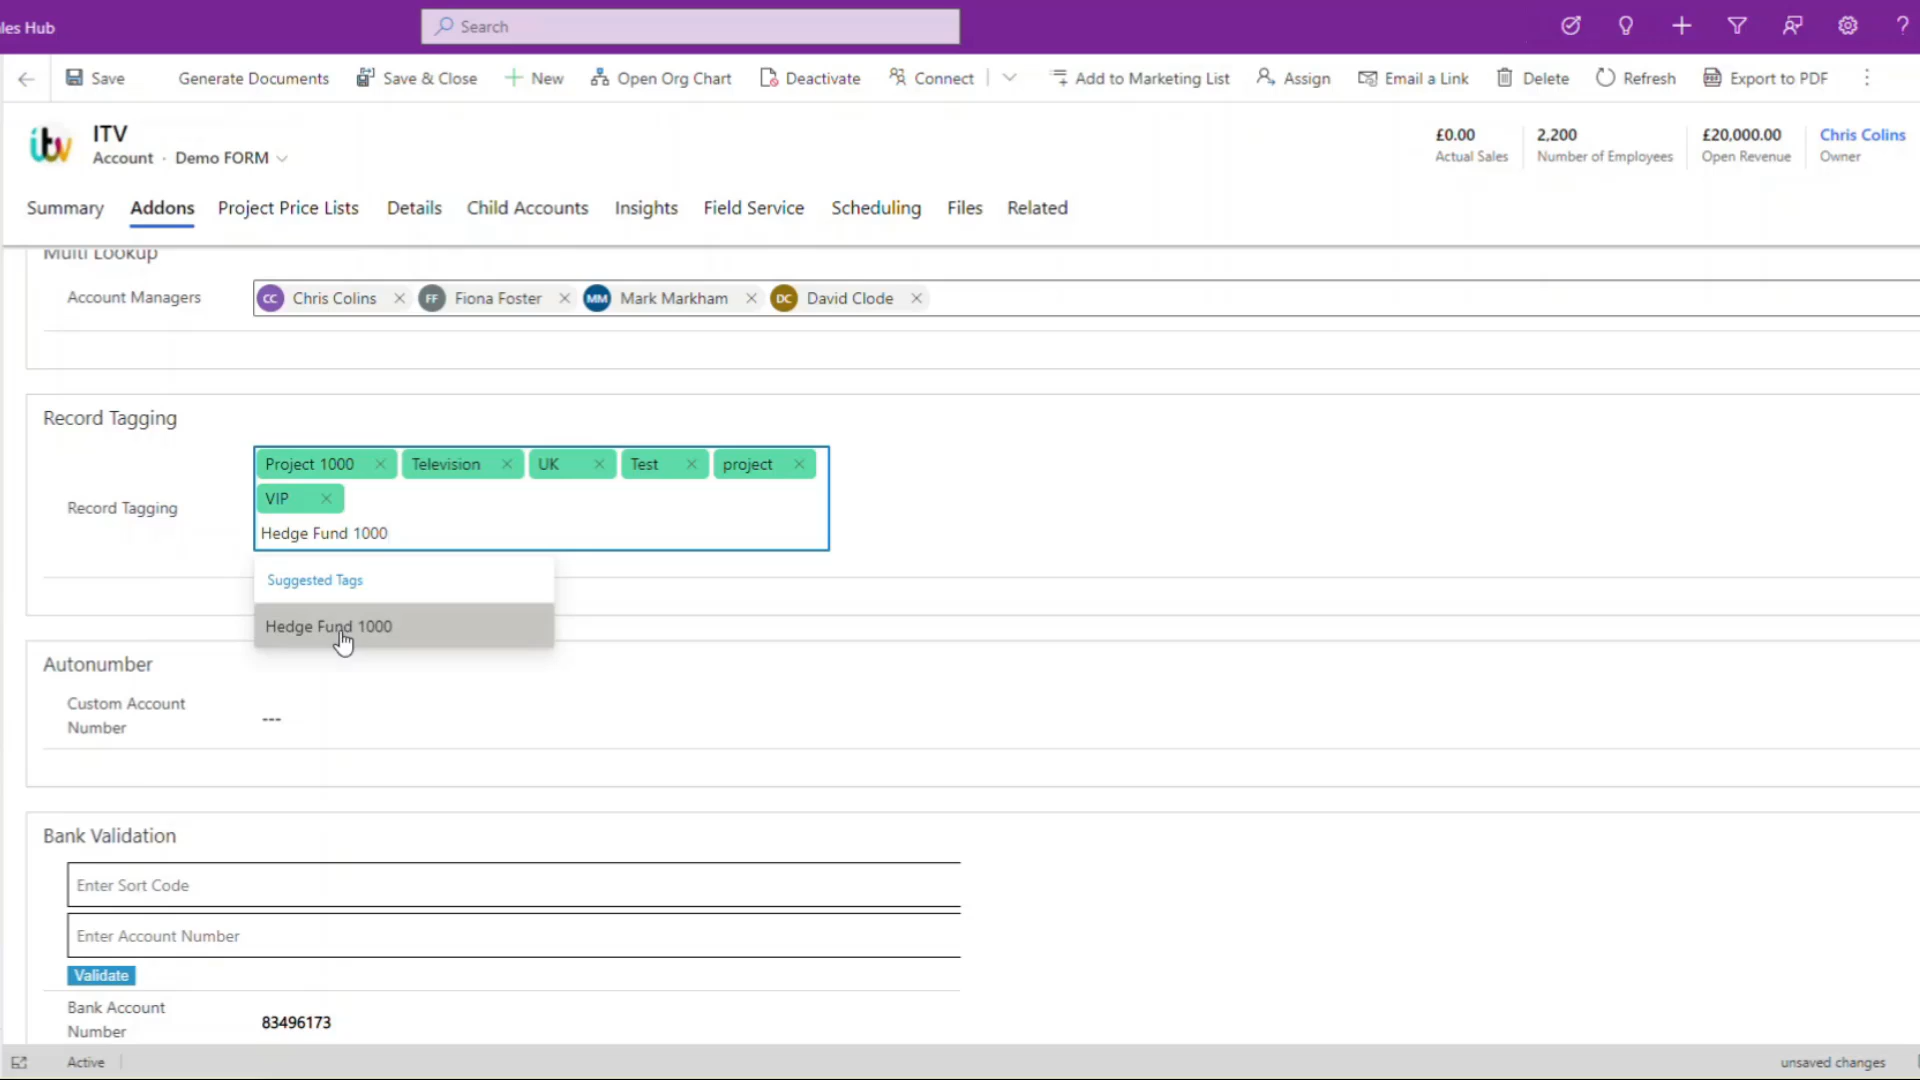 les Hub
Search
?
Save
Generate Documents
Save & Close
New
Open Org Chart
Deactivate
Connect
Add to Marketing List
Assign
Email a Link
Delete
Refresh
Export to PDF
itv
ITV
Account · Demo FORM
£0.00
Actual Sales
2,200
Number of Employees
£20,000.00
Open Revenue
Chris Colins
Owner
Summary
Addons
Project Price Lists
Details
Child Accounts
Insights
Field Service
Scheduling
Files
Related
Multi Lookup
Account Managers
CC Chris Colins
FF Fiona Foster
MM Mark Markham
DC David Clode
Record Tagging
Record Tagging
Project 1000
Television
UK
Test
project
VIP
Hedge Fund 1000
Suggested Tags
Hedge Fund 1000
Autonumber
Custom Account
Number
---
Bank Validation
Enter Sort Code
Enter Account Number
Validate
Bank Account
Number
83496173
Active
unsaved changes